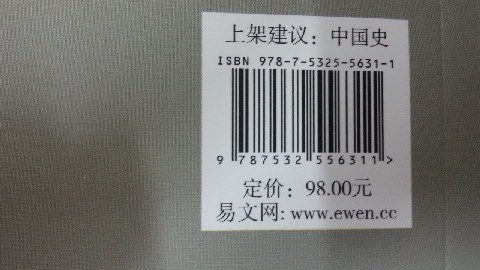 上架建议：中国史
ISBN 978-7-5325-5631-1
9 787532 556311 >
定价：98.00元
易文网: www.ewen.cc